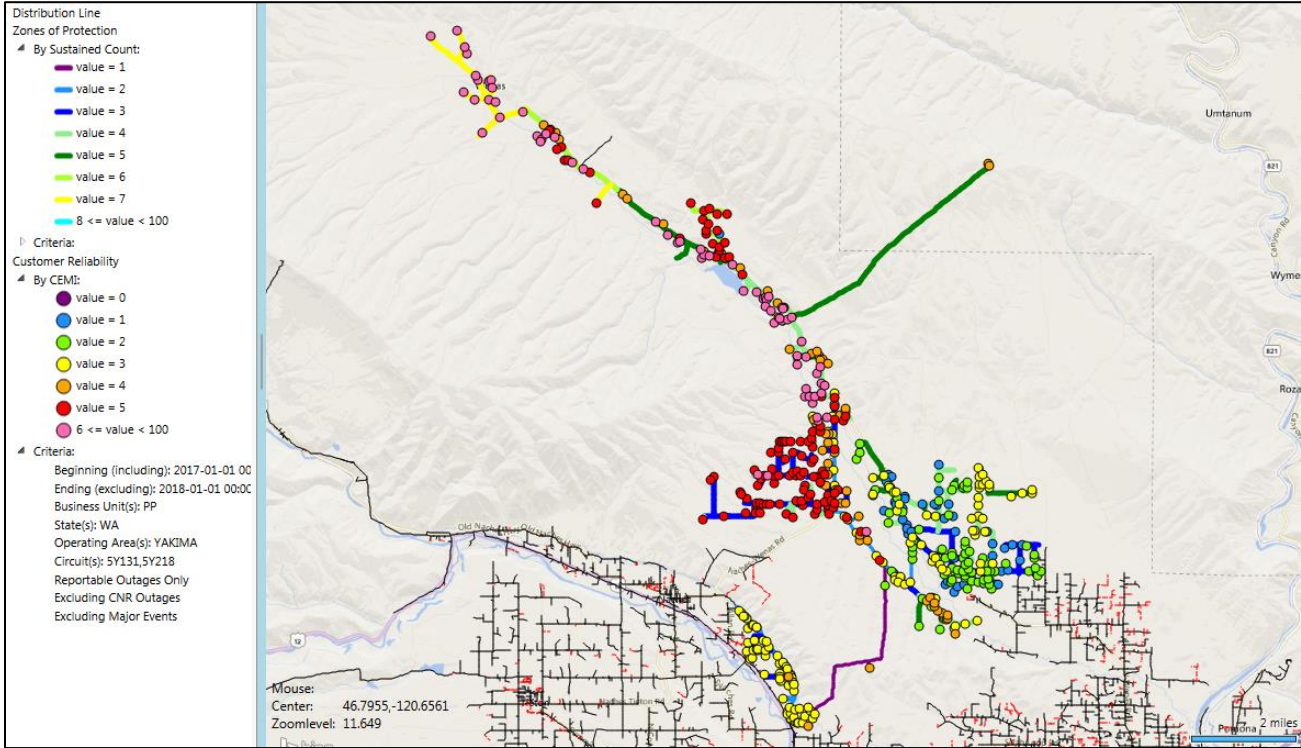 Distribution Line
Zones of Protection
By Sustained Count:
value = 1
value = 2
value = 3
value = 4
value = 5
value = 6
value = 7
8 <= value < 100
Criteria:
Customer Reliability
By CEMI:
value = 0
value = 1
value = 2
value = 3
value = 4
value = 5
6 <= value < 100
Criteria:
Beginning (including): 2017-01-01 00
Ending (excluding): 2018-01-01 00:00
Business Unit(s): PP
State(s): WA
Operating Area(s): YAKIMA
Circuit(s): 5Y131,5Y218
Reportable Outages Only
Excluding CNR Outages
Excluding Major Events
Umtanum
821
Canyon Rd
Wyme
821
Roza
Old Nach
12
Mouse:
Center: 46.7955,-120.6561
Zoomlevel: 11.649
Pomona
2 miles